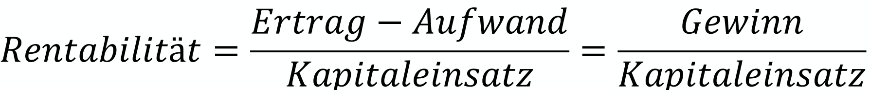 Rentabilität = (Ertrag − Aufwand) / Kapitaleinsatz = Gewinn / Kapitaleinsatz